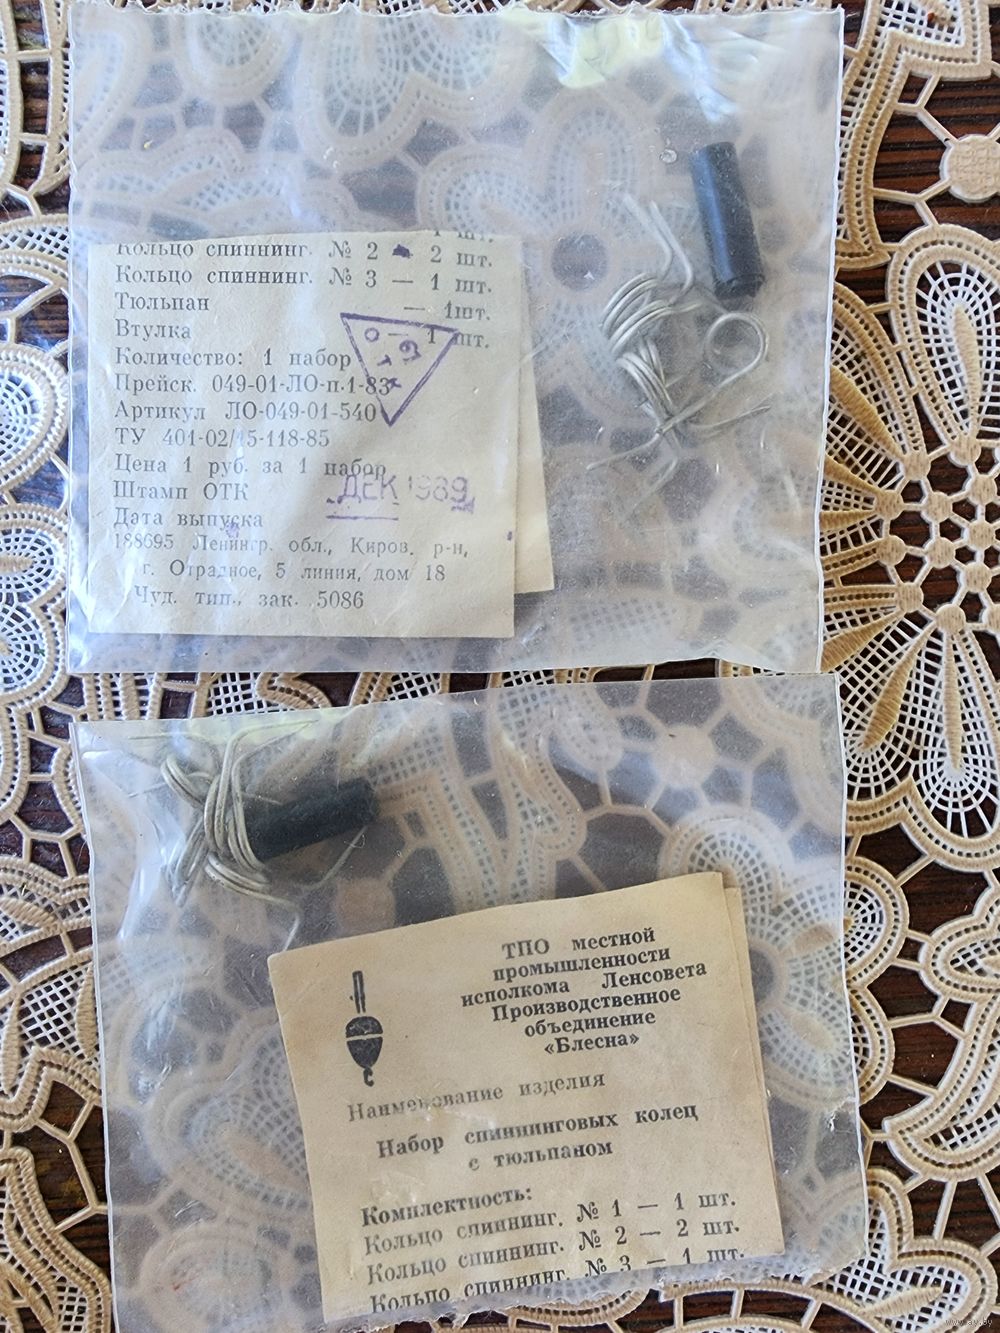 1 шт.
Кольцо спиннинг. № 2 2 шт.
Кольцо спиннинг. № 3 — 1 шт.
Тюльпан — 1шт.
Втулка — 1 шт.
Количество: 1 набор
Прейск. 049-01-ЛО-п-1-83
Артикул ЛО-049-01-540
ТУ 401-02/15-118-85
Цена 1 руб. за 1 набор
Штамп ОТК
ДЕК 1989
Дата выпуска
188695 Ленингр. обл., Киров. р-н,
г. Отрадное, 5 линия, дом 18
Чуд. тип., зак. 5086
ТПО местной
промышленности
исполкома Ленсовета
Производственное
объединение
«Блесна»
Наименование изделия
Набор спиннинговых колец
с тюльпаном
Комплектность:
Кольцо спиннинг. № 1 — 1 шт.
Кольцо спиннинг. № 2 — 2 шт.
Кольцо спиннинг. № 3 — 1 шт.
www.ay.by